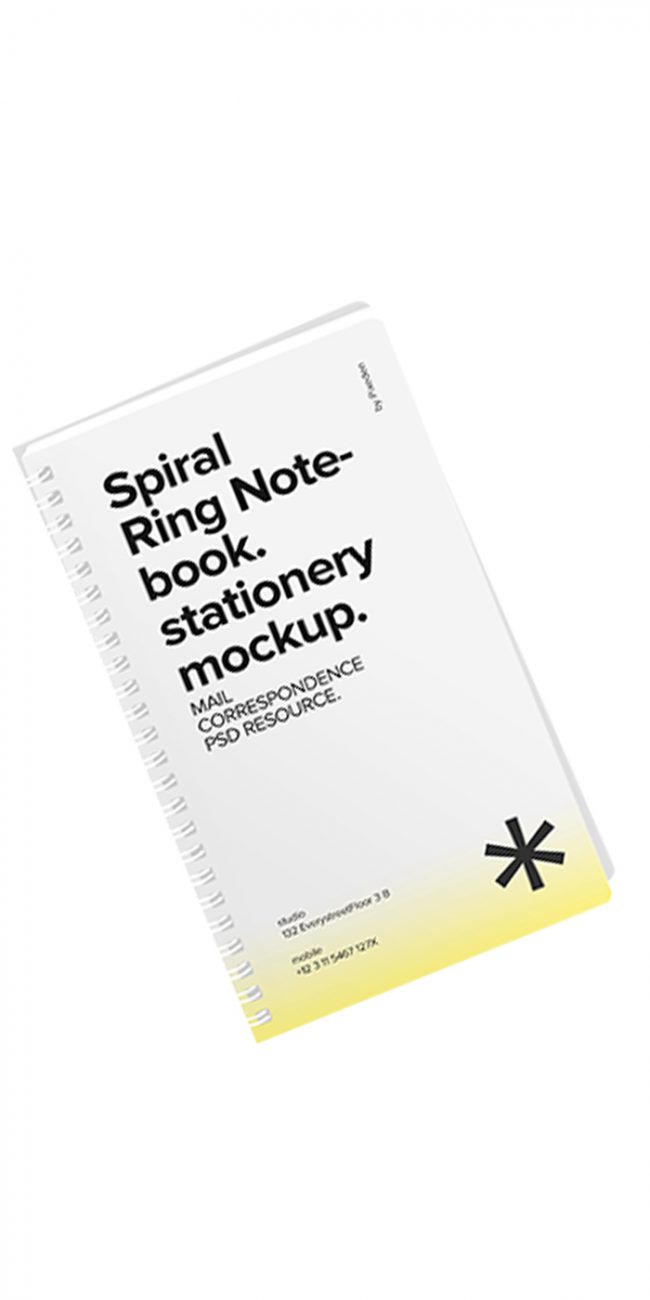 by Pixeden
Spiral
Ring Note-
book.
stationery
mockup.
MAIL
CORRESPONDENCE
PSD RESOURCE.
studio
132 EverystreetFloor 3 B
mobile
+12 3 11 5467 127X